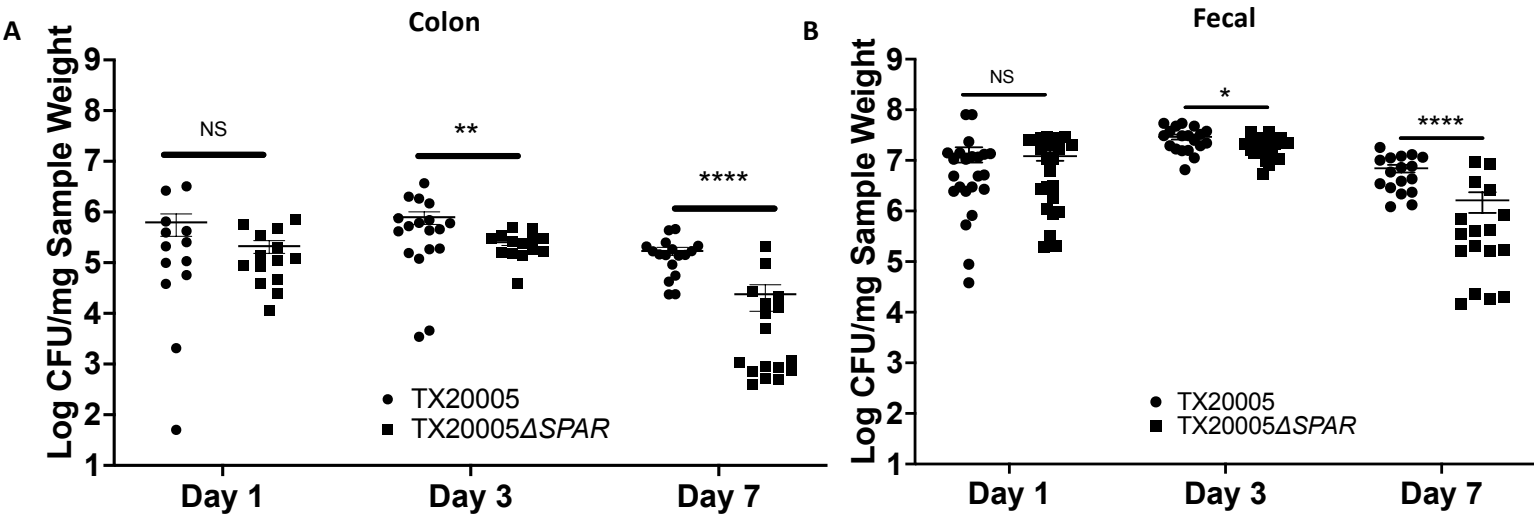 A
Colon
Log CFU/mg Sample Weight
9
8
7
6
5
4
3
2
1
NS
**
****
TX20005
TX20005ΔSPAR
Day 1 Day 3 Day 7
B
Fecal
Log CFU/mg Sample Weight
9
8
7
6
5
4
3
2
1
NS
*
****
TX20005
TX20005ΔSPAR
Day 1 Day 3 Day 7